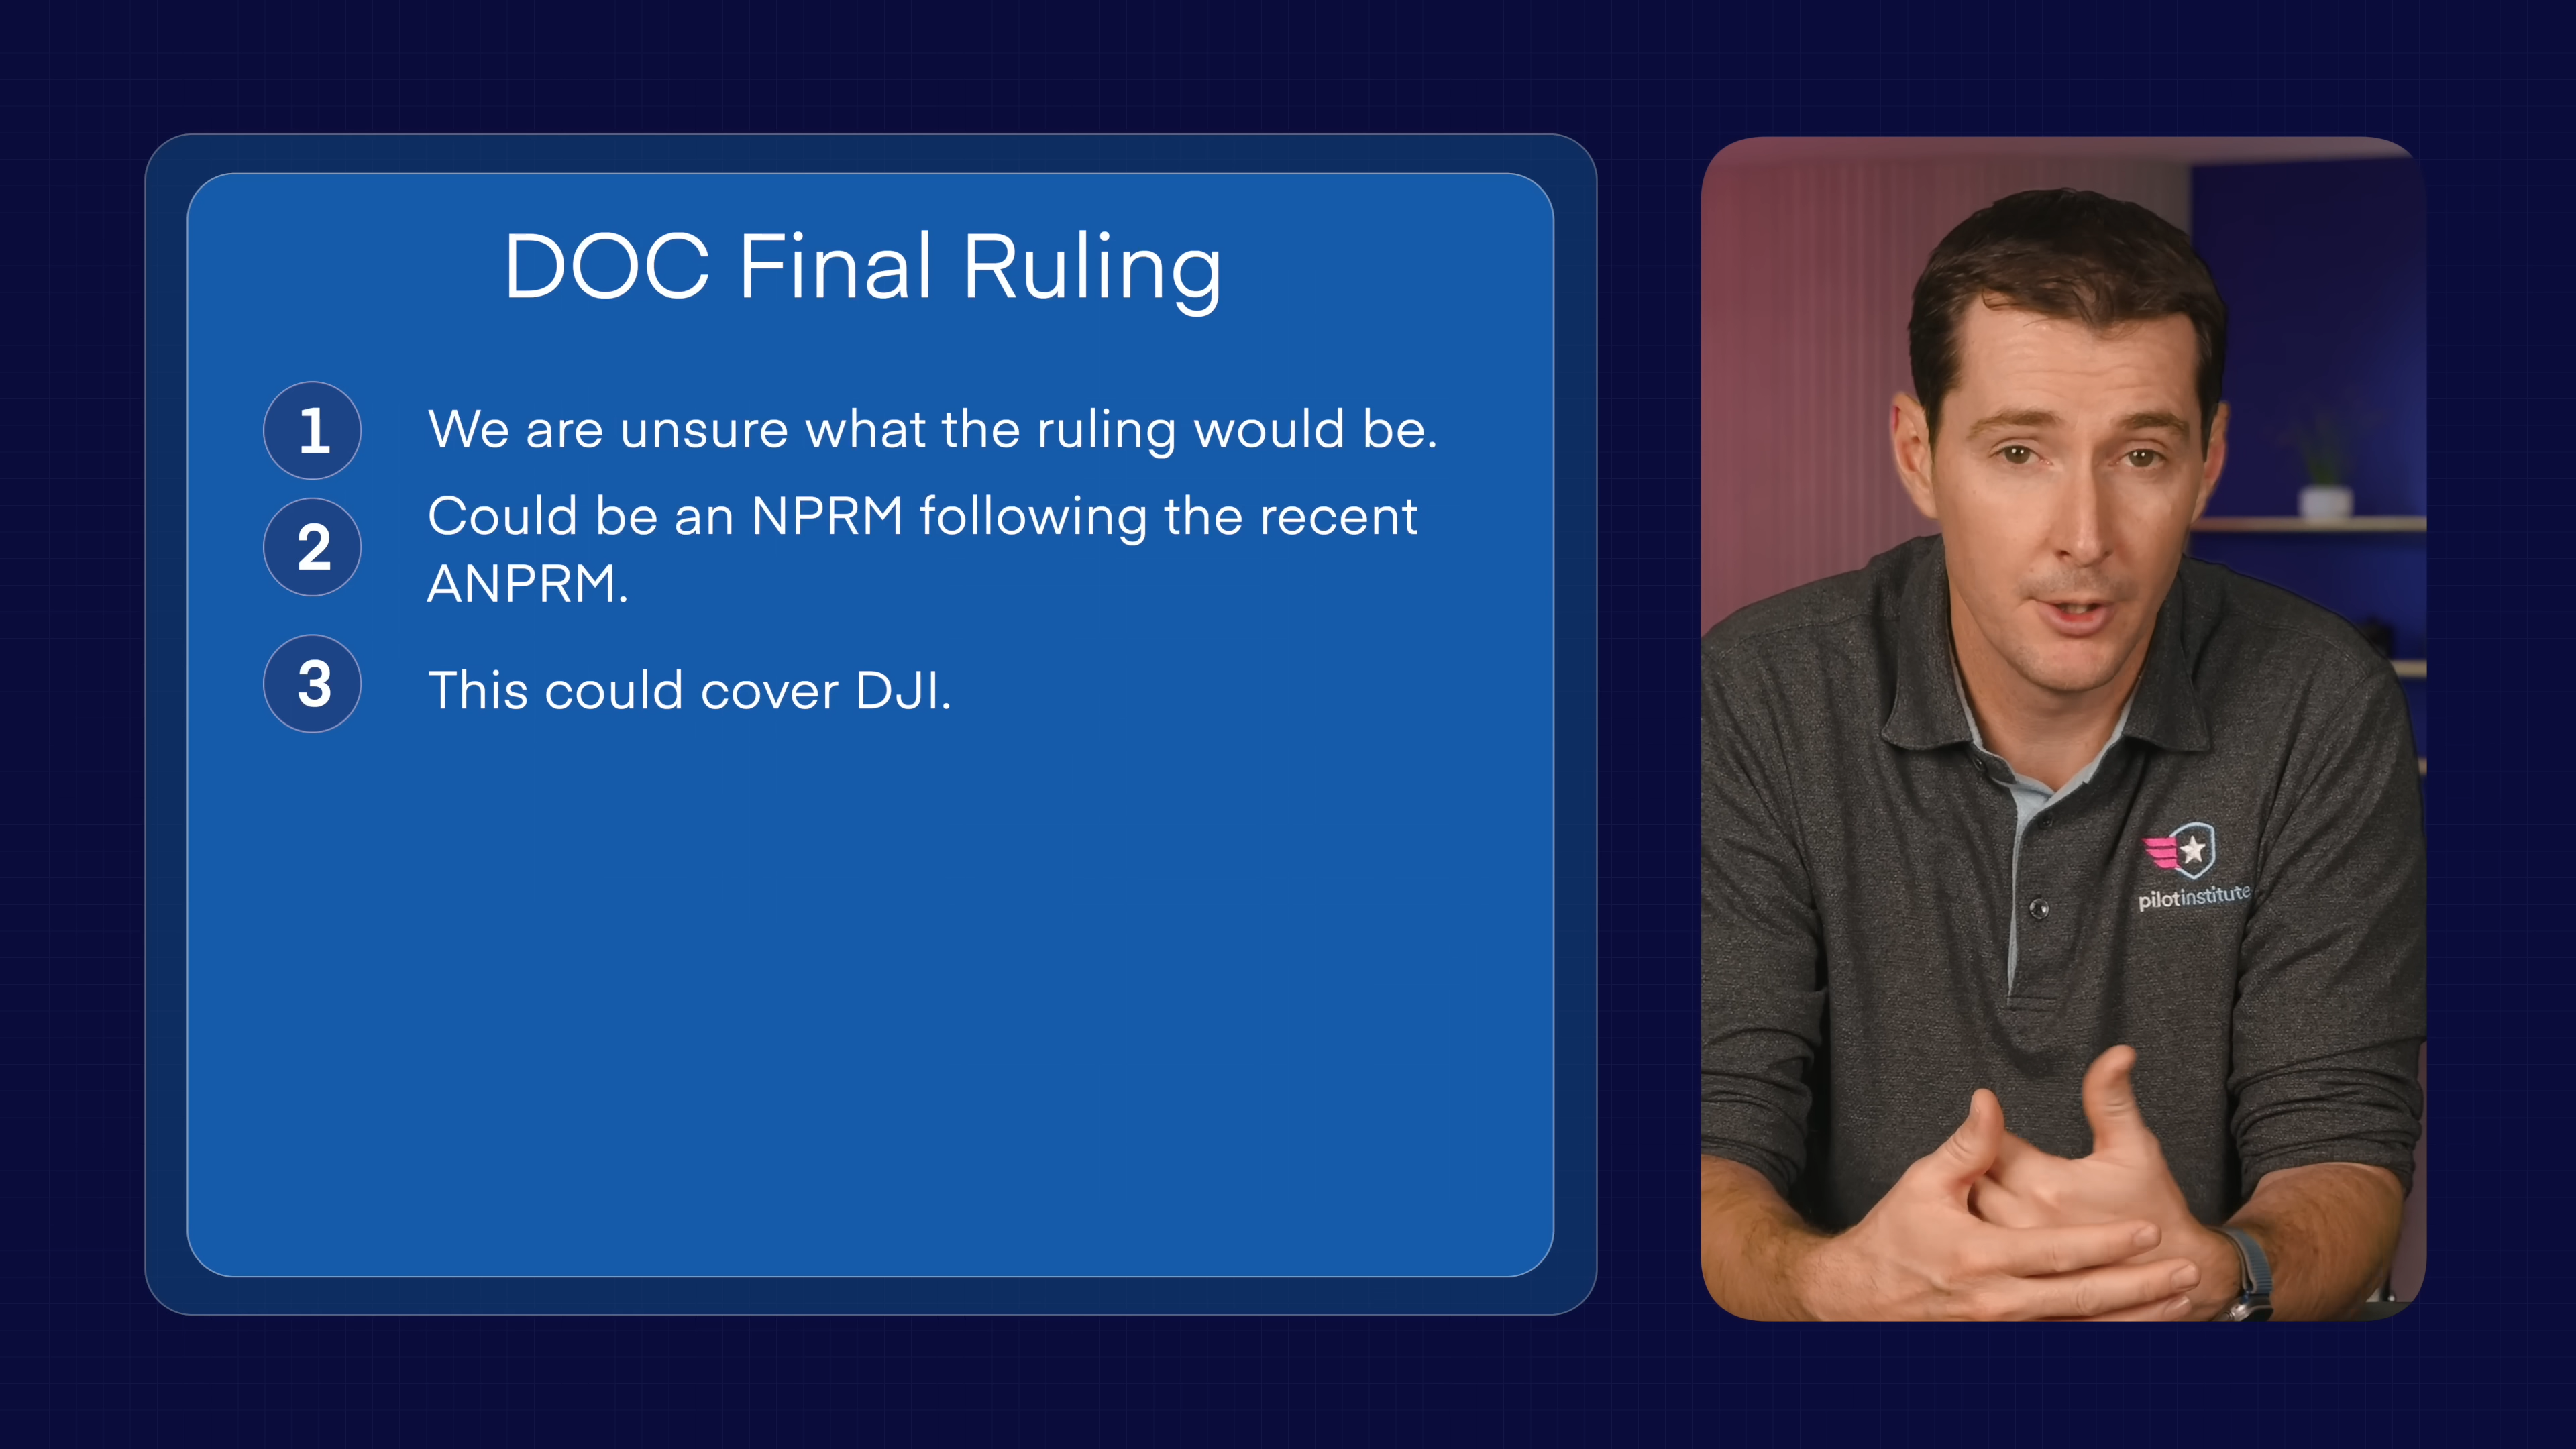 DOC Final Ruling
1 We are unsure what the ruling would be.
2 Could be an NPRM following the recent
ANPRM.
3 This could cover DJI.
pilotinstitute